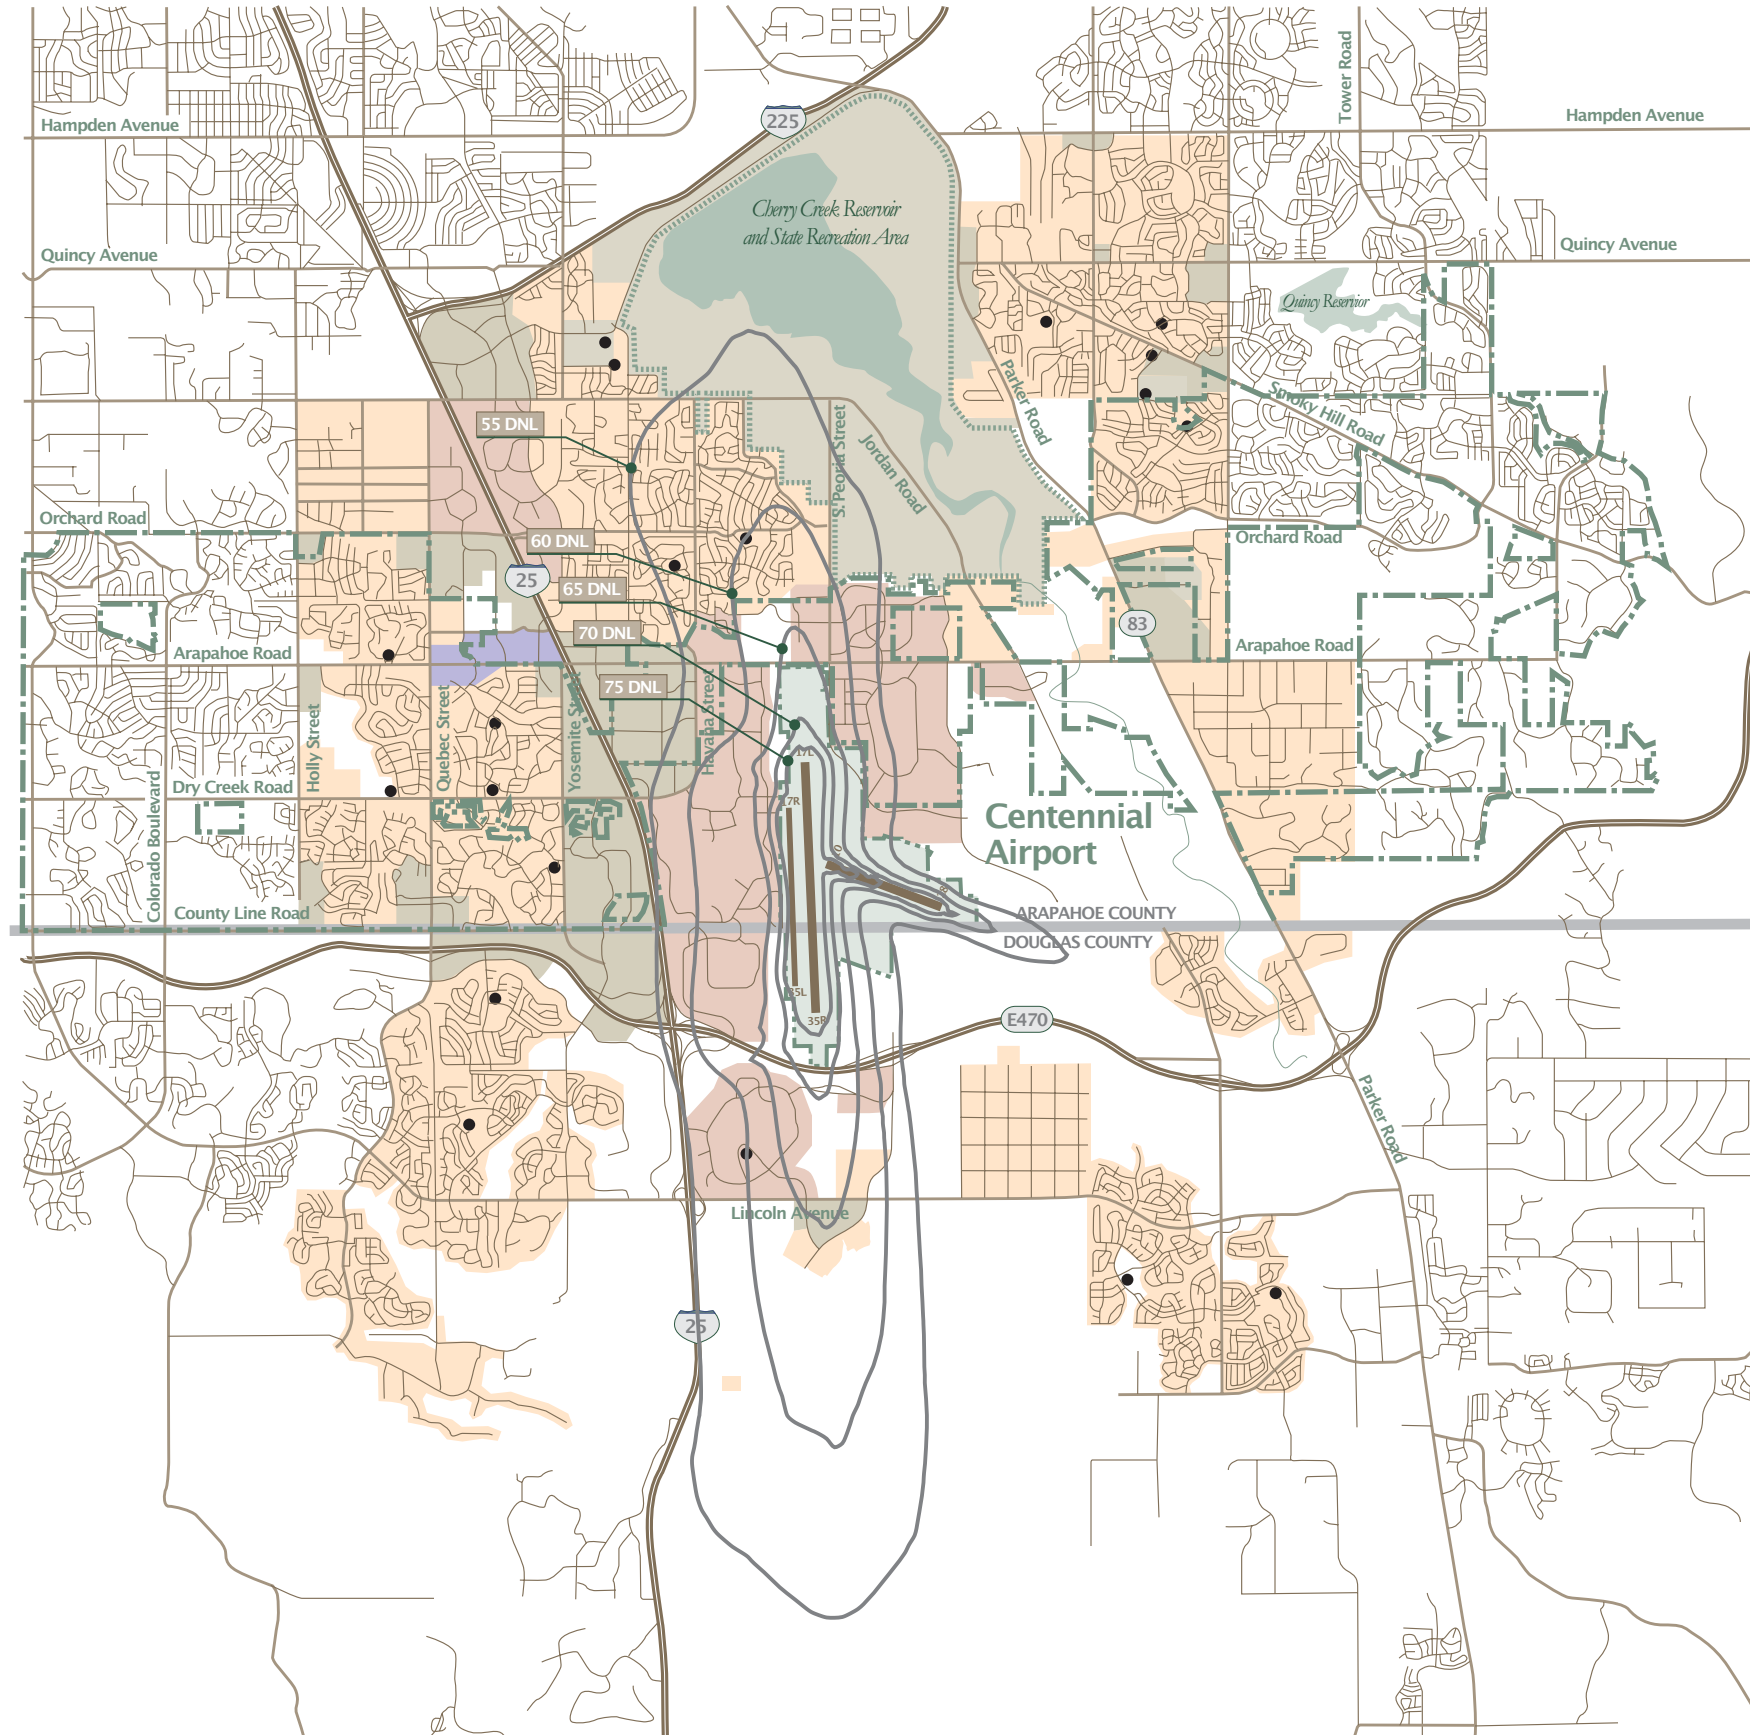 Tower Road
225
Hampden Avenue
Hampden Avenue
Cherry Creek Reservoir
and State Recreation Area
Quincy Avenue
Quincy Avenue
Quincy Reservior
Parker Road
Smoky Hill Road
55 DNL
S. Peoria Street
Jordan Road
Orchard Road
60 DNL
Orchard Road
25
65 DNL
70 DNL
83
Arapahoe Road
Arapahoe Road
75 DNL
Holly Street
Quebec Street
Yosemite Street
Havana Street
17L
Dry Creek Road
Colorado Boulevard
17R
Centennial
Airport
County Line Road
ARAPAHOE COUNTY
DOUGLAS COUNTY
35L
35R
E470
Parker Road
Lincoln Avenue
25